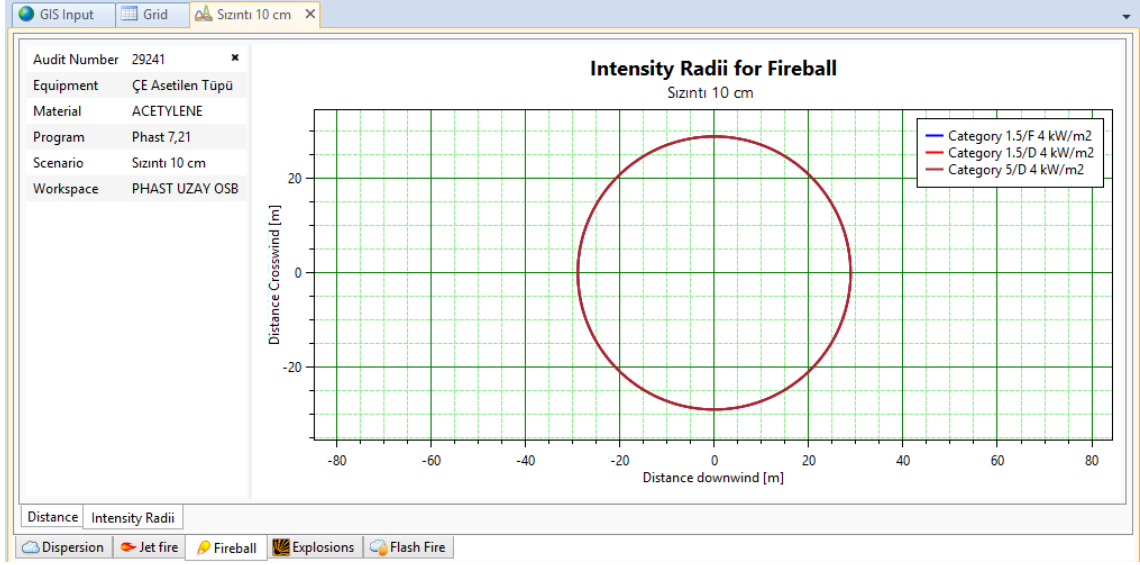 GIS Input Grid Sızıntı 10 cm
Audit Number 29241
Equipment ÇE Asetilen Tüpü
Material ACETYLENE
Program Phast 7,21
Scenario Sızıntı 10 cm
Workspace PHAST UZAY OSB
Intensity Radii for Fireball
Sızıntı 10 cm
Category 1.5/F 4 kW/m2
Category 1.5/D 4 kW/m2
Category 5/D 4 kW/m2
Distance Crosswind [m]
20
0
-20
-80 -60 -40 -20 0 20 40 60 80
Distance downwind [m]
Distance Intensity Radii
Dispersion Jet fire Fireball Explosions Flash Fire